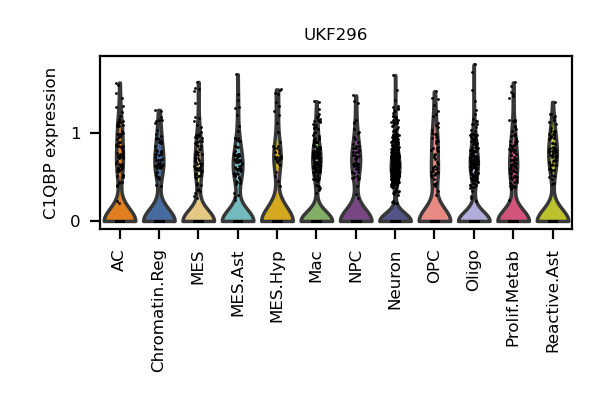 UKF296
C1QBP expression
1
0
AC
Chromatin.Reg
MES
MES.Ast
MES.Hyp
Mac
NPC
Neuron
OPC
Oligo
Prolif.Metab
Reactive.Ast